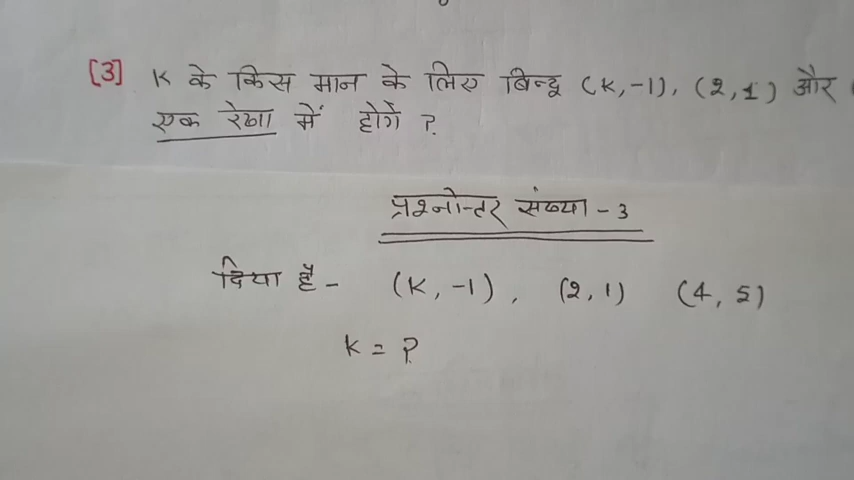 [3] K के किस मान के लिए बिन्दू (K,-1), (2,1) और
एक रेखा में होगें ?
प्रश्नोन्तर संख्या - 3
दिया है - (K, -1), (2, 1) (4, 5)
K = ?